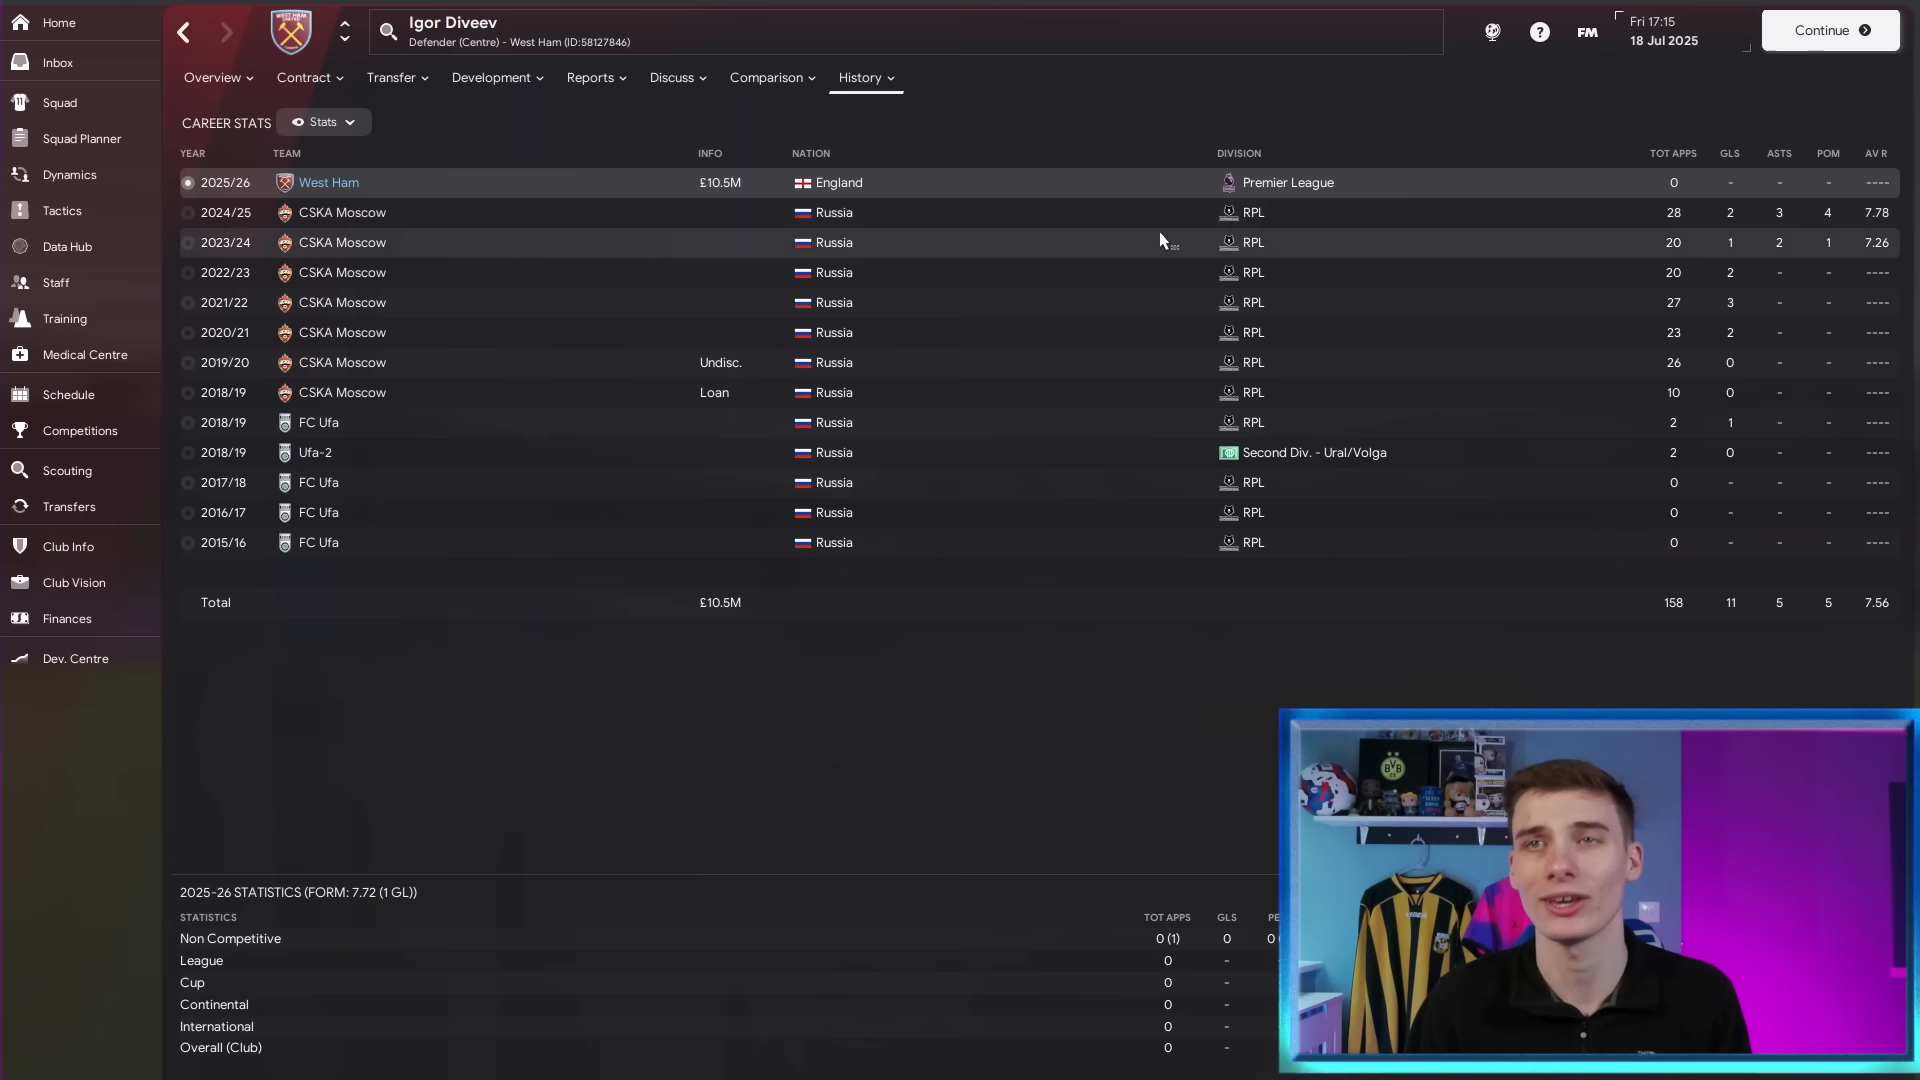 Home
Inbox
Squad
Squad Planner
Dynamics
Tactics
Data Hub
Staff
Training
Medical Centre
Schedule
Competitions
Scouting
Transfers
Club Info
Club Vision
Finances
Dev. Centre
Igor Diveev
Defender (Centre) - West Ham (ID:58127846)
? FM
Fri 17:15
18 Jul 2025
Continue
Overview Contract Transfer Development Reports Discuss Comparison History
CAREER STATS Stats
YEAR TEAM INFO NATION DIVISION TOT APPS GLS ASTS POM AV R
2025/26 West Ham £10.5M England Premier League 0 - - - ----
2024/25 CSKA Moscow Russia RPL 28 2 3 4 7.78
2023/24 CSKA Moscow Russia RPL 20 1 2 1 7.26
2022/23 CSKA Moscow Russia RPL 20 2 - - ----
2021/22 CSKA Moscow Russia RPL 27 3 - - ----
2020/21 CSKA Moscow Russia RPL 23 2 - - ----
2019/20 CSKA Moscow Undisc. Russia RPL 26 0 - - ----
2018/19 CSKA Moscow Loan Russia RPL 10 0 - - ----
2018/19 FC Ufa Russia RPL 2 1 - - ----
2018/19 Ufa-2 Russia Second Div. - Ural/Volga 2 0 - - ----
2017/18 FC Ufa Russia RPL 0 - - - ----
2016/17 FC Ufa Russia RPL 0 - - - ----
2015/16 FC Ufa Russia RPL 0 - - - ----
Total £10.5M 158 11 5 5 7.56
2025-26 STATISTICS (FORM: 7.72 (1 GL))
STATISTICS TOT APPS GLS PE
Non Competitive 0 (1) 0 0
League 0 -
Cup 0 -
Continental 0 -
International 0 -
Overall (Club) 0 -
BVB
09